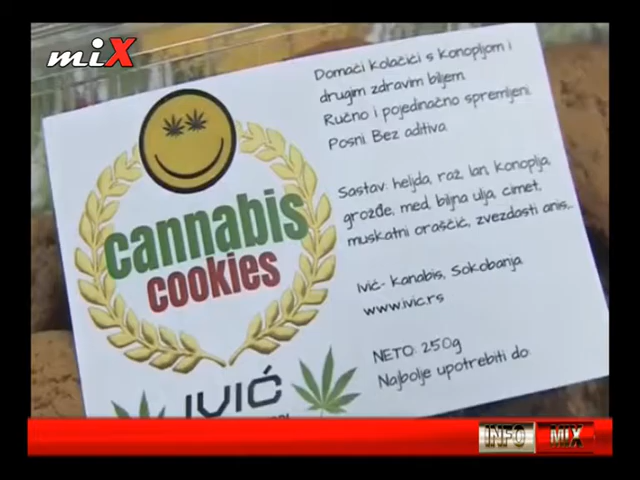 miX
Domaći kolačići s konopljom i
drugim zdravim biljem.
Ručno i pojedinačno spremljeni.
Posni Bez aditiva.
cannabis
cookies
Sastav: heljda, raž, lan, konoplja,
grožđe, med, biljna ulja, cimet,
muskatni oraščić, zvezdasti anis,.
Ivić- kanabis, Sokobanja
www.ivic.rs
IVIĆ
NETO: 250g
Najbolje upotrebiti do:
INFO MIX